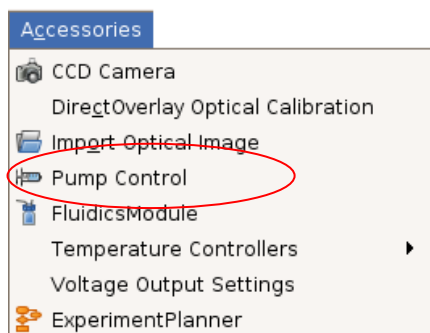 Accessories
CCD Camera
DirectOverlay Optical Calibration
Import Optical Image
Pump Control
FluidicsModule
Temperature Controllers
Voltage Output Settings
ExperimentPlanner